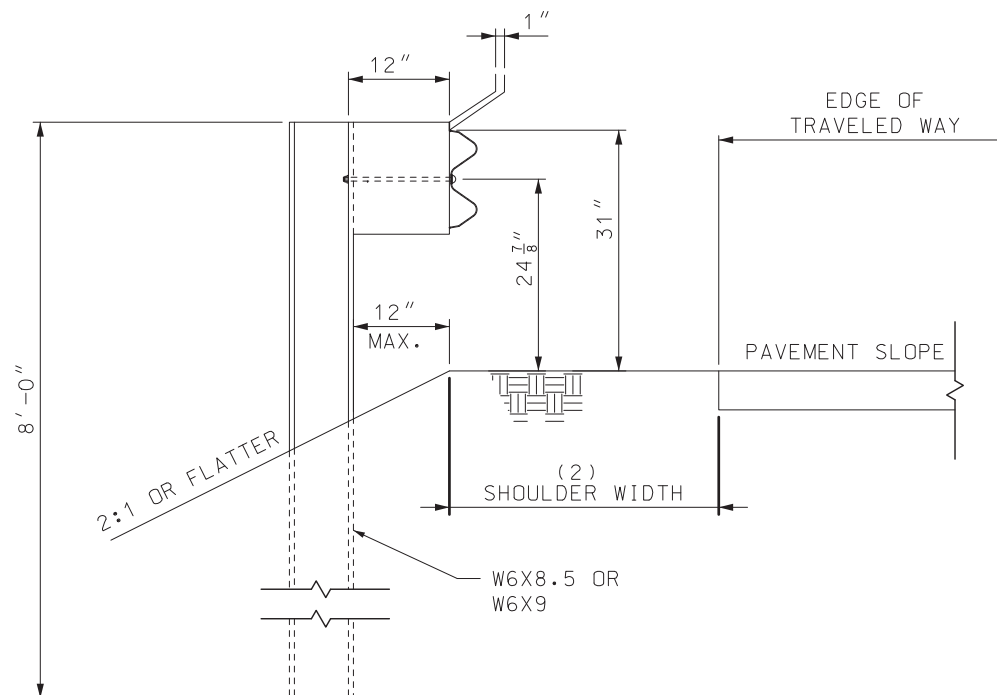 1"
12"
EDGE OF
TRAVELED WAY
31"
24 7/8"
12"
MAX.
PAVEMENT SLOPE
8'-0"
2:1 OR FLATTER
(2)
SHOULDER WIDTH
W6X8.5 OR
W6X9